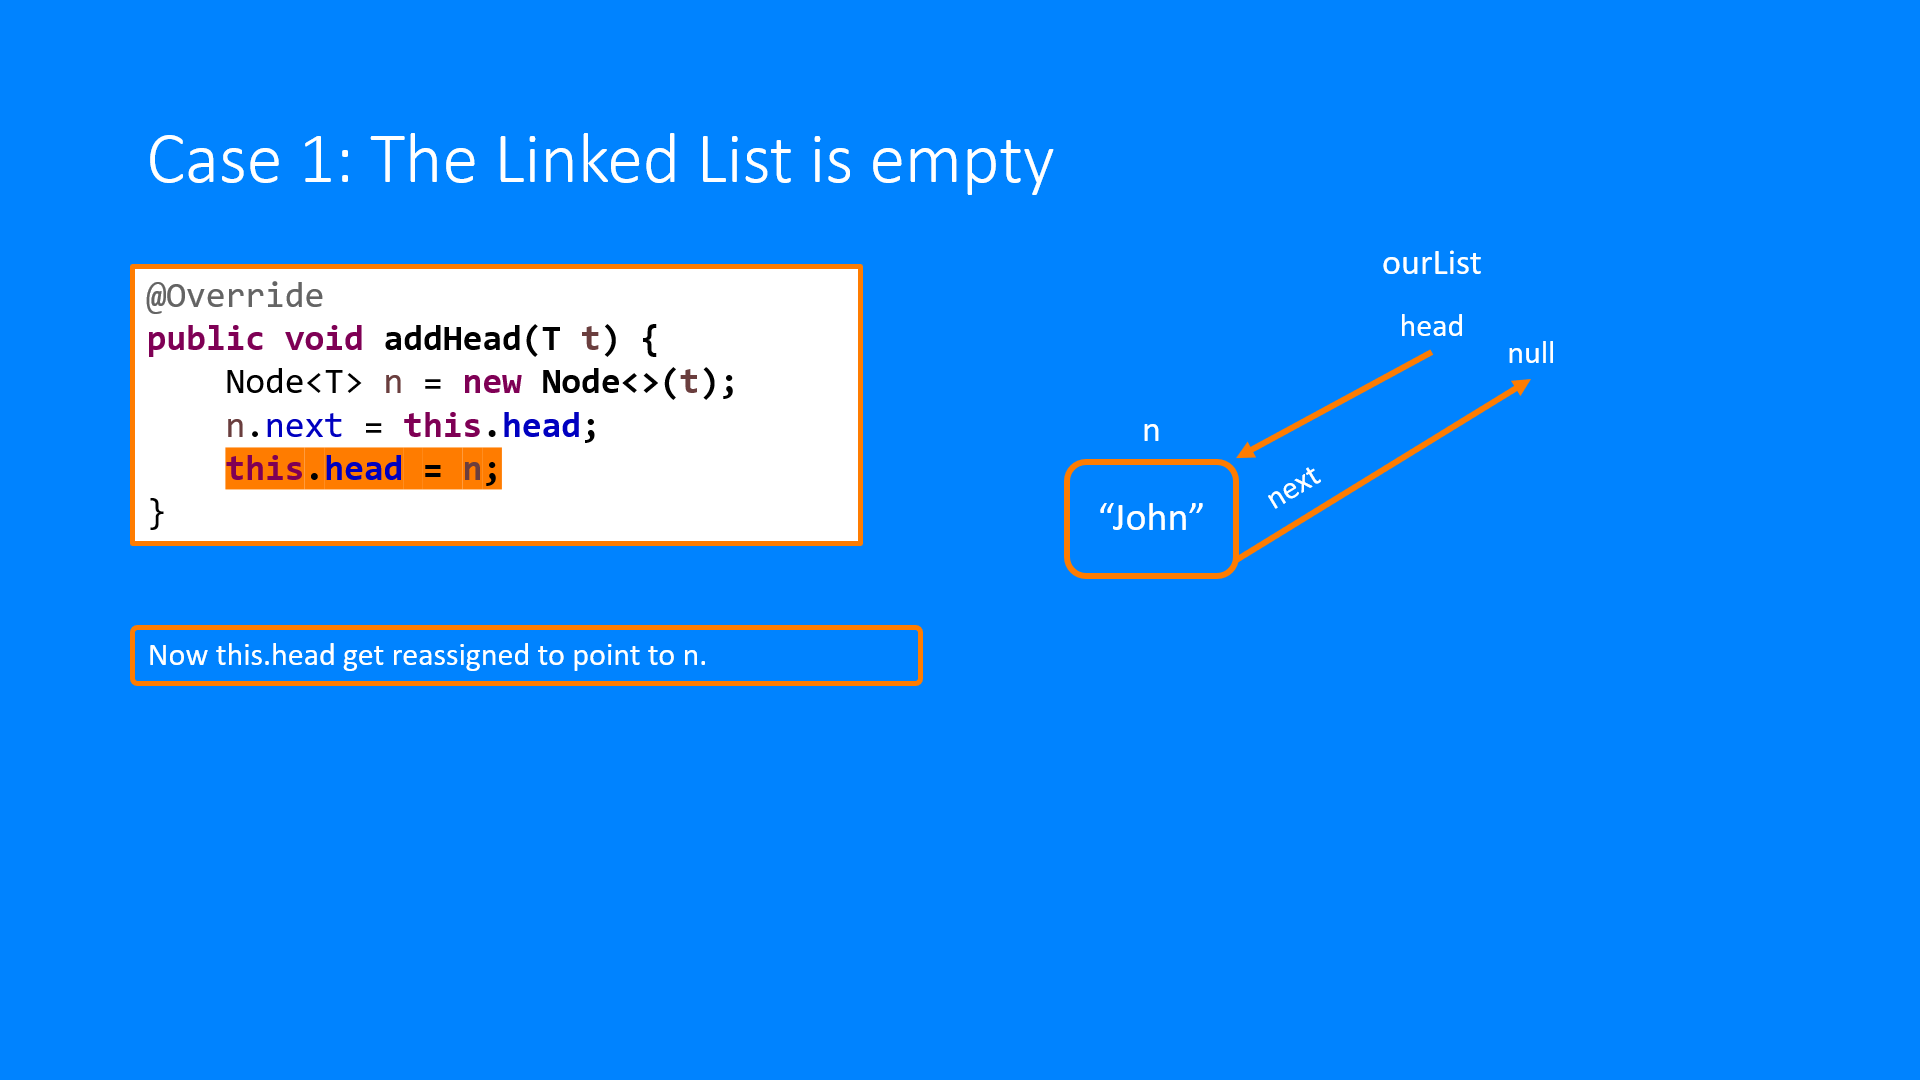 Case 1: The Linked List is empty
@Override
public void addHead(T t) {
    Node<T> n = new Node<>(t);
    n.next = this.head;
    this.head = n;
}
Now this.head get reassigned to point to n.
ourList
head
null
n
“John”
next